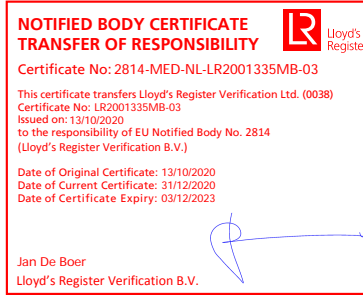 NOTIFIED BODY CERTIFICATE
TRANSFER OF RESPONSIBILITY
LR
Lloyd's
Register
Certificate No: 2814-MED-NL-LR2001335MB-03
This certificate transfers Lloyd's Register Verification Ltd. (0038)
Certificate No: LR2001335MB-03
Issued on: 13/10/2020
to the responsibility of EU Notified Body No. 2814
(Lloyd's Register Verification B.V.)
Date of Original Certificate: 13/10/2020
Date of Current Certificate: 31/12/2020
Date of Certificate Expiry: 03/12/2023
Jan De Boer
Lloyd's Register Verification B.V.